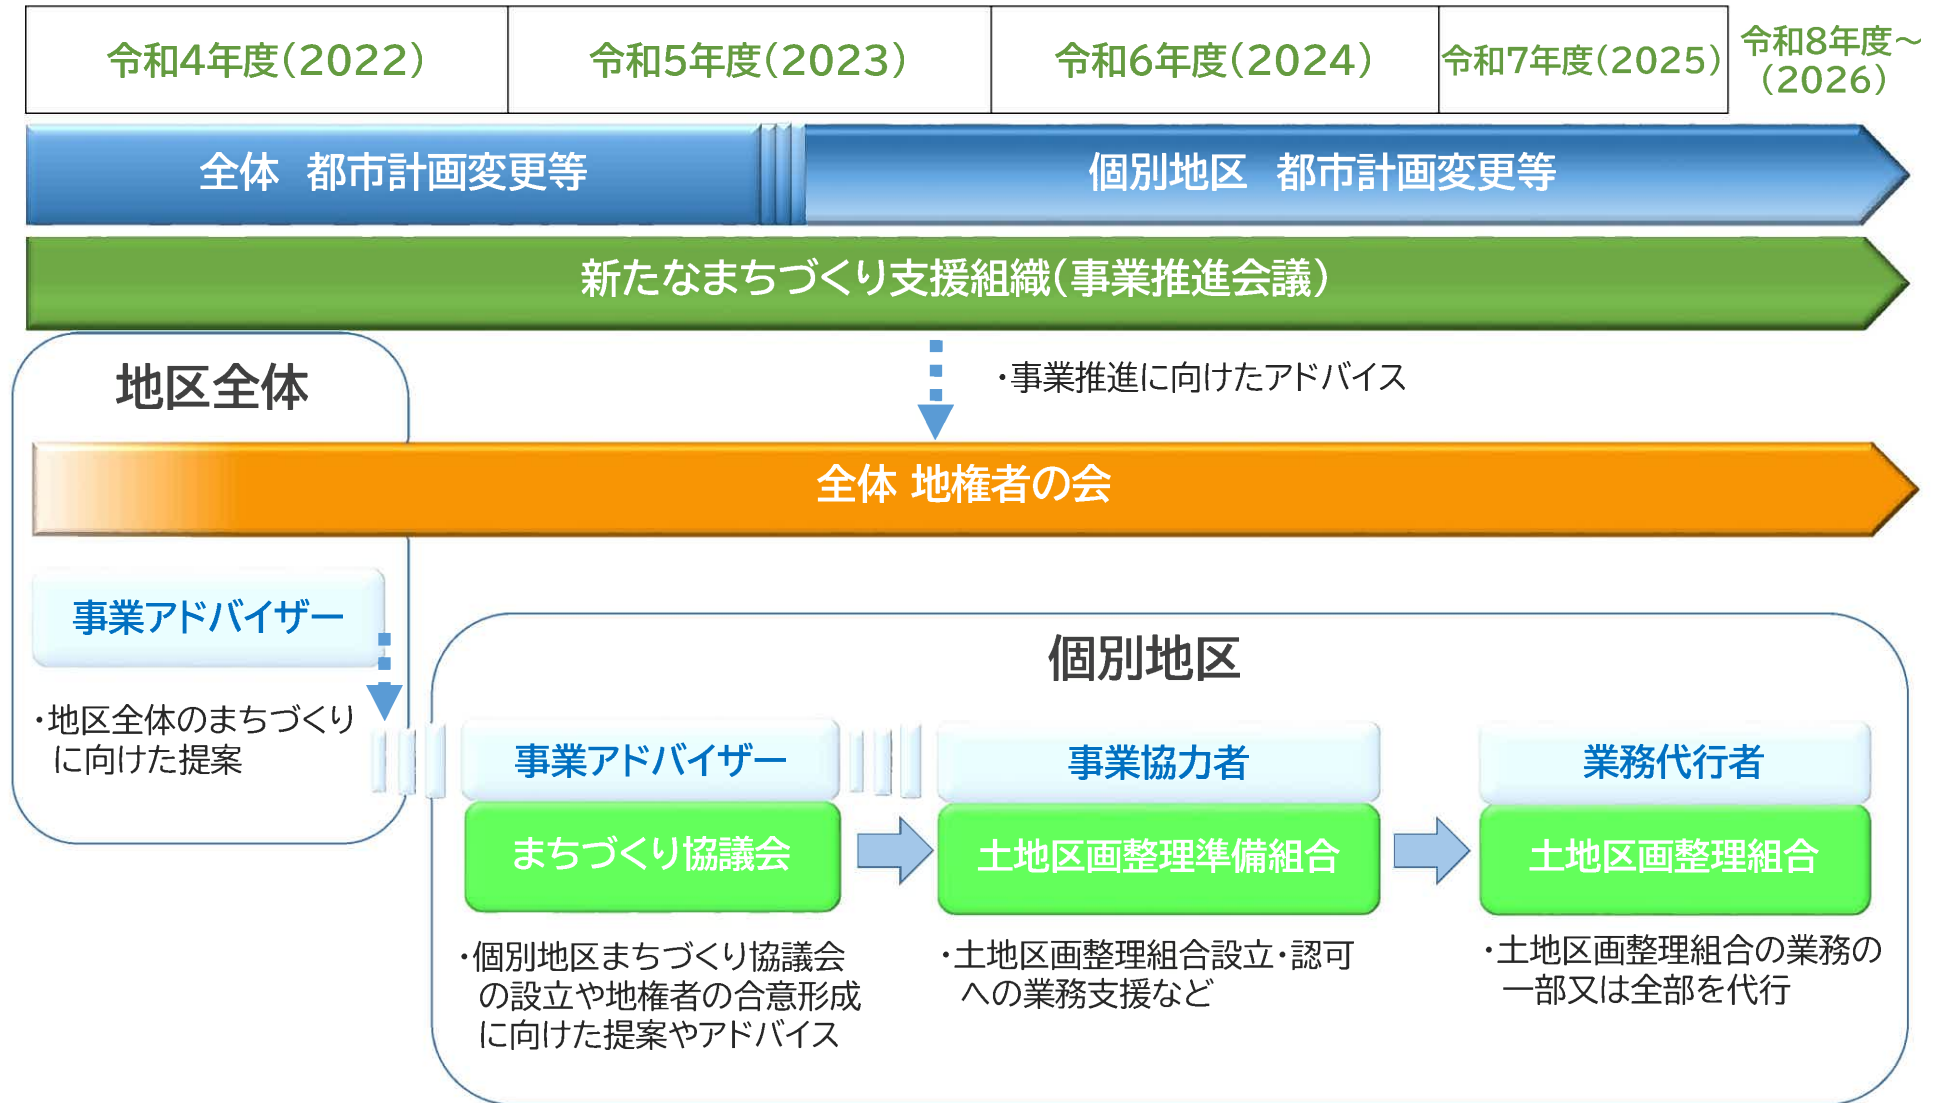 令和4年度(2022)
令和5年度(2023)
令和6年度(2024)
令和7年度(2025)
令和8年度～
(2026)
全体 都市計画変更等
個別地区 都市計画変更等
新たなまちづくり支援組織(事業推進会議)
・事業推進に向けたアドバイス
地区全体
全体 地権者の会
事業アドバイザー
・地区全体のまちづくり
に向けた提案
個別地区
事業アドバイザー
まちづくり協議会
・個別地区まちづくり協議会
の設立や地権者の合意形成
に向けた提案やアドバイス
事業協力者
土地区画整理準備組合
・土地区画整理組合設立・認可
への業務支援など
業務代行者
土地区画整理組合
・土地区画整理組合の業務の
一部又は全部を代行